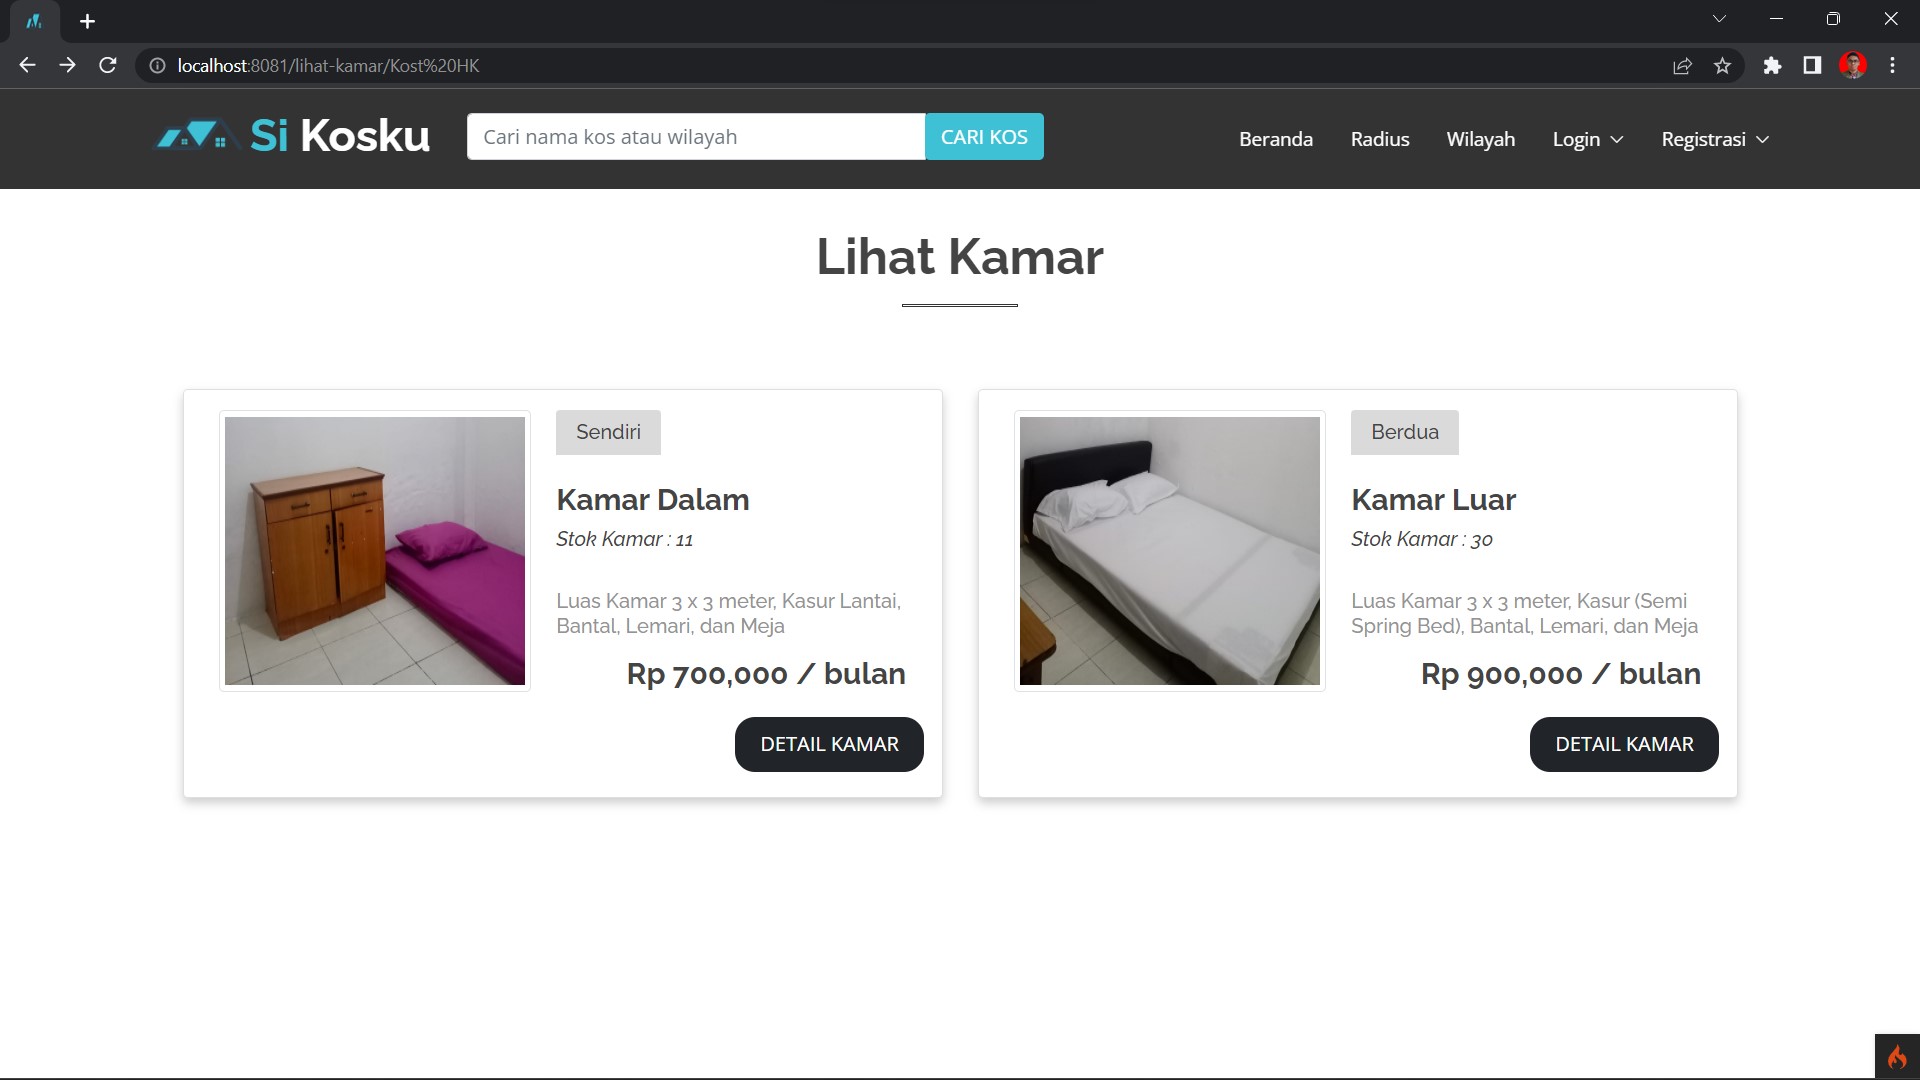 localhost:8081/lihat-kamar/Kost%20HK
Si Kosku
Cari nama kos atau wilayah
CARI KOS
Beranda
Radius
Wilayah
Login
Registrasi
Lihat Kamar
Sendiri
Kamar Dalam
Stok Kamar : 11
Luas Kamar 3 x 3 meter, Kasur Lantai,
Bantal, Lemari, dan Meja
Rp 700,000 / bulan
DETAIL KAMAR
Berdua
Kamar Luar
Stok Kamar : 30
Luas Kamar 3 x 3 meter, Kasur (Semi
Spring Bed), Bantal, Lemari, dan Meja
Rp 900,000 / bulan
DETAIL KAMAR